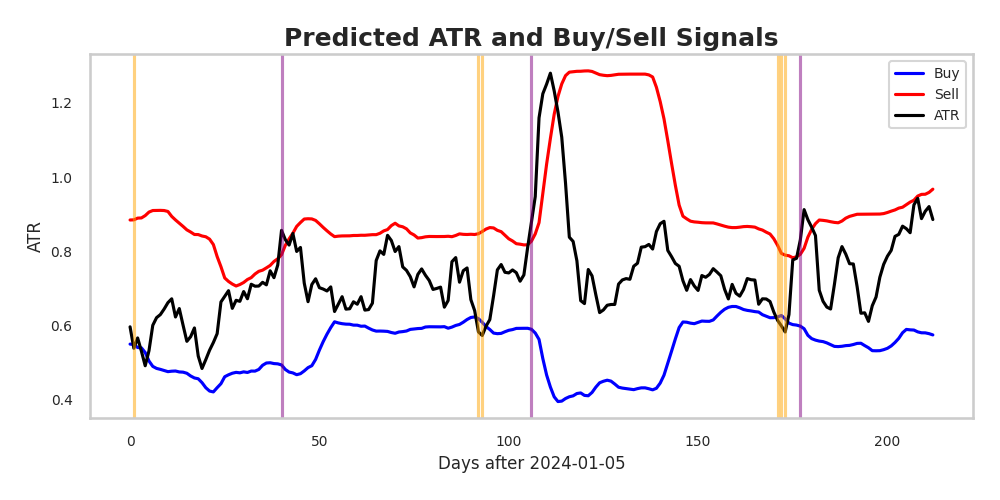 Predicted ATR and Buy/Sell Signals
Buy
Sell
ATR
1.2
1.0
0.8
0.6
0.4
ATR
0 50 100 150 200
Days after 2024-01-05